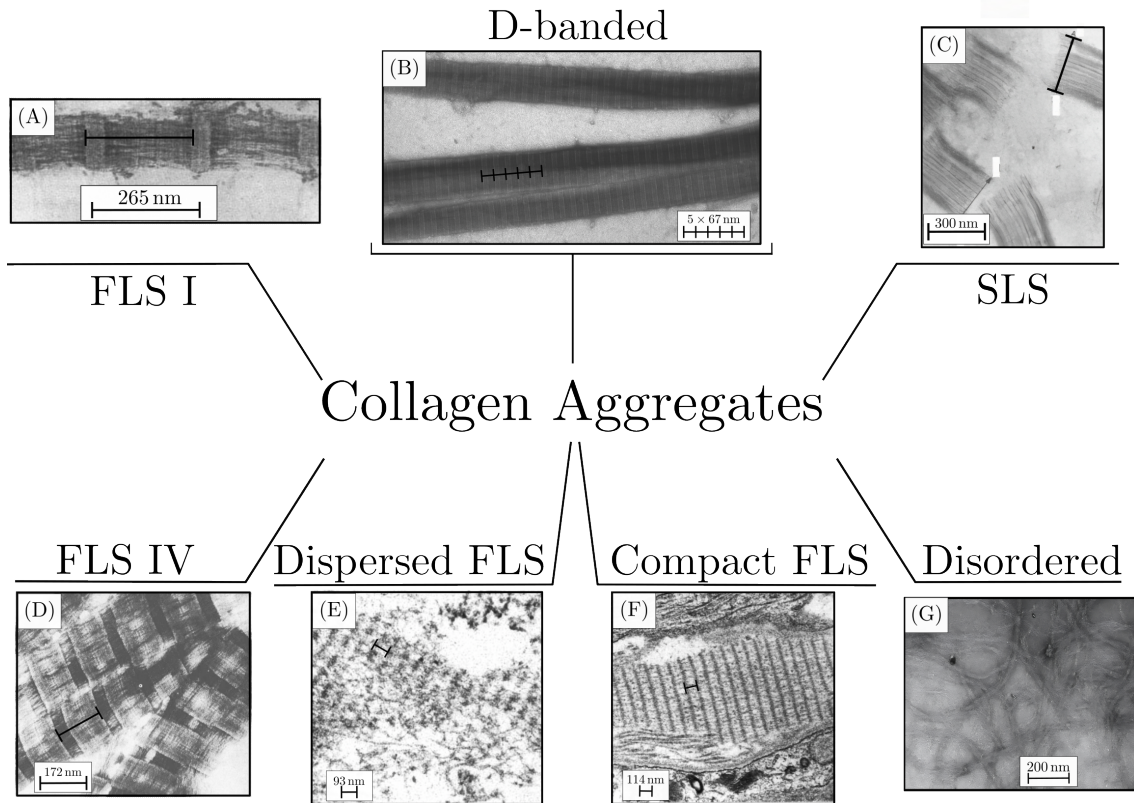 D-banded
(A)
265 nm
FLS I
(B)
5 × 67 nm
(C)
300 nm
SLS
Collagen Aggregates
FLS IV
(D)
172 nm
Dispersed FLS
(E)
93 nm
Compact FLS
(F)
114 nm
Disordered
(G)
200 nm